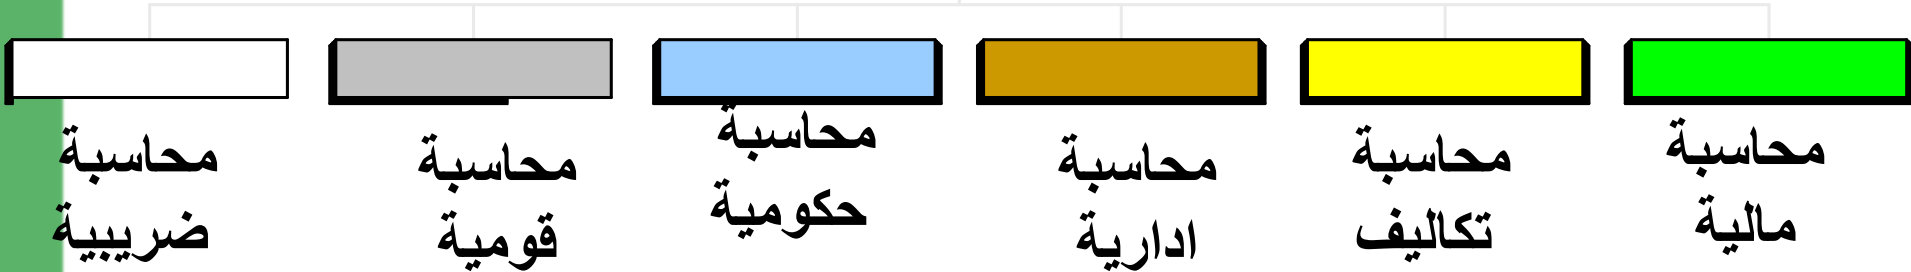 محاسبة
مالية
محاسبة
تكاليف
محاسبة
ادارية
محاسبة
حكومية
محاسبة
قومية
محاسبة
ضريبية